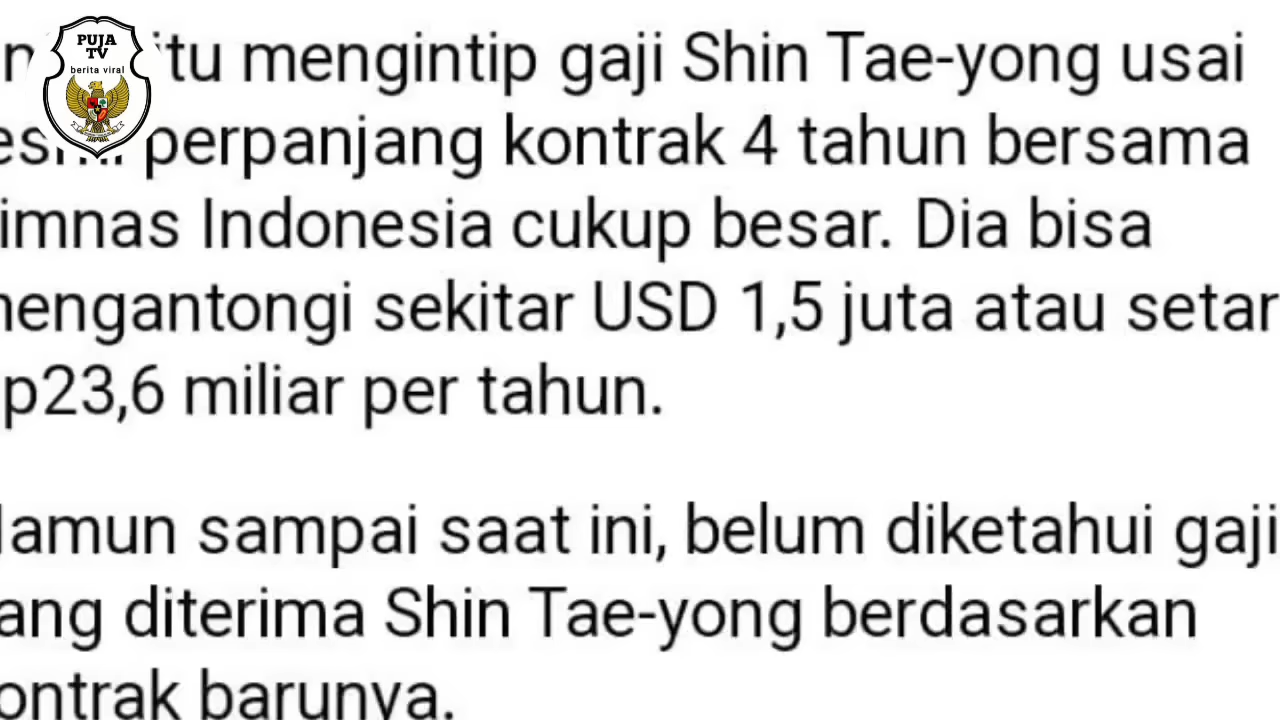 PUJA
TV
berita viral
itu mengintip gaji Shin Tae-yong usai
perpanjang kontrak 4 tahun bersama
imnas Indonesia cukup besar. Dia bisa
engantongi sekitar USD 1,5 juta atau setar
p23,6 miliar per tahun.
amun sampai saat ini, belum diketahui gaji
ang diterima Shin Tae-yong berdasarkan
ontrak barunya.